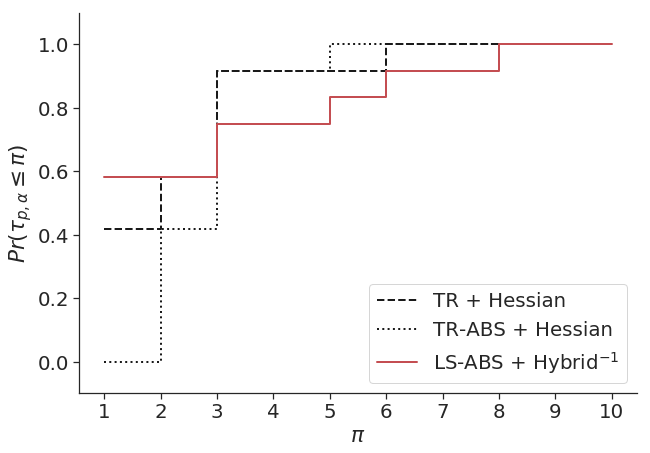 1.0
0.8
0.6
0.4
0.2
0.0
Pr(τ_{p,α} ≤ π)
TR + Hessian
TR-ABS + Hessian
LS-ABS + Hybrid⁻¹
1 2 3 4 5 6 7 8 9 10
π